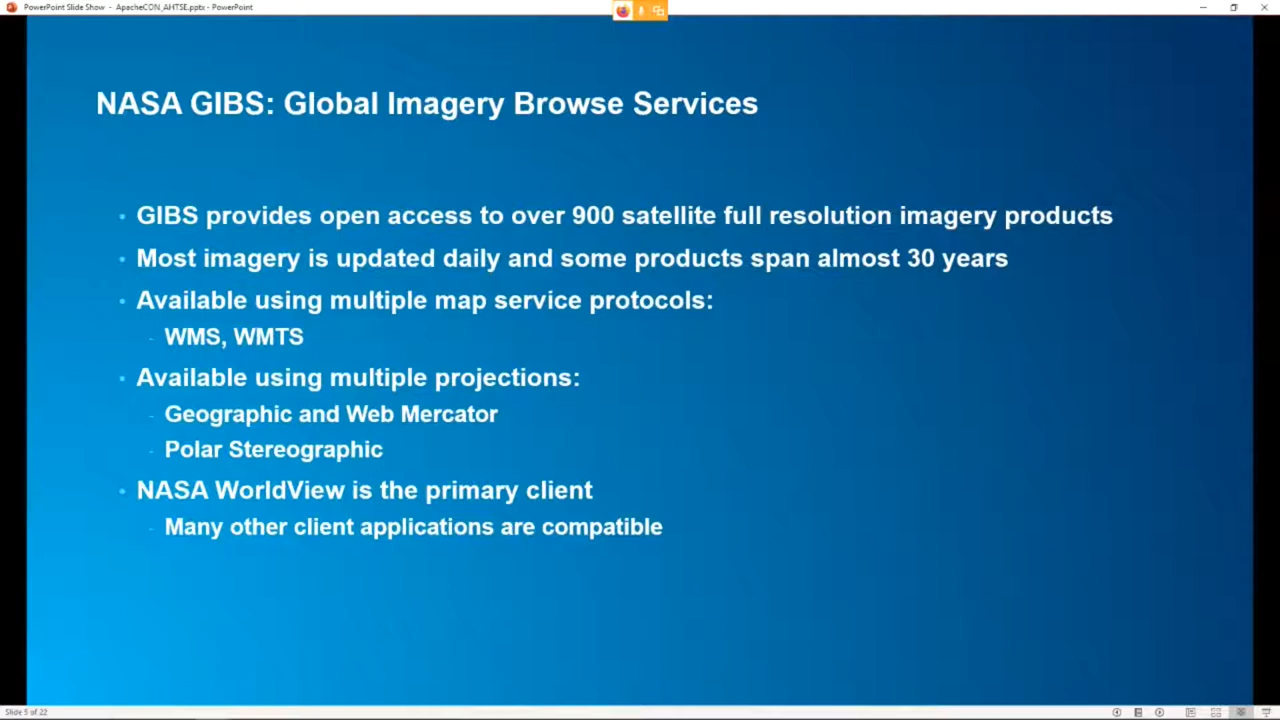 PowerPoint Slide Show - ApacheCON_AHTSE.pptx - PowerPoint
NASA GIBS: Global Imagery Browse Services
• GIBS provides open access to over 900 satellite full resolution imagery products
• Most imagery is updated daily and some products span almost 30 years
• Available using multiple map service protocols:
- WMS, WMTS
• Available using multiple projections:
- Geographic and Web Mercator
- Polar Stereographic
• NASA WorldView is the primary client
- Many other client applications are compatible
Slide 5 of 22